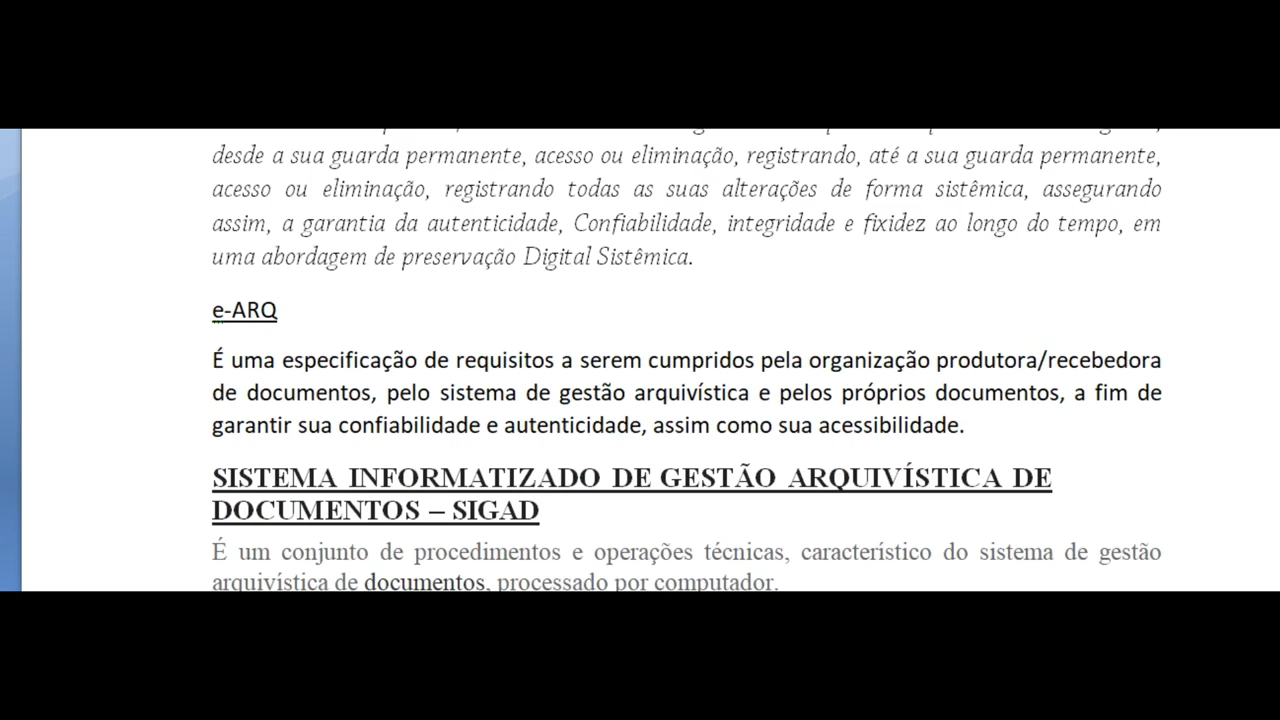 desde a sua guarda permanente, acesso ou eliminação, registrando, até a sua guarda permanente,
acesso ou eliminação, registrando todas as suas alterações de forma sistêmica, assegurando
assim, a garantia da autenticidade, Confiabilidade, integridade e fixidez ao longo do tempo, em
uma abordagem de preservação Digital Sistêmica.
e-ARQ
É uma especificação de requisitos a serem cumpridos pela organização produtora/recebedora
de documentos, pelo sistema de gestão arquivística e pelos próprios documentos, a fim de
garantir sua confiabilidade e autenticidade, assim como sua acessibilidade.
SISTEMA INFORMATIZADO DE GESTÃO ARQUIVÍSTICA DE
DOCUMENTOS – SIGAD
É um conjunto de procedimentos e operações técnicas, característico do sistema de gestão
arquivística de documentos, processado por computador.